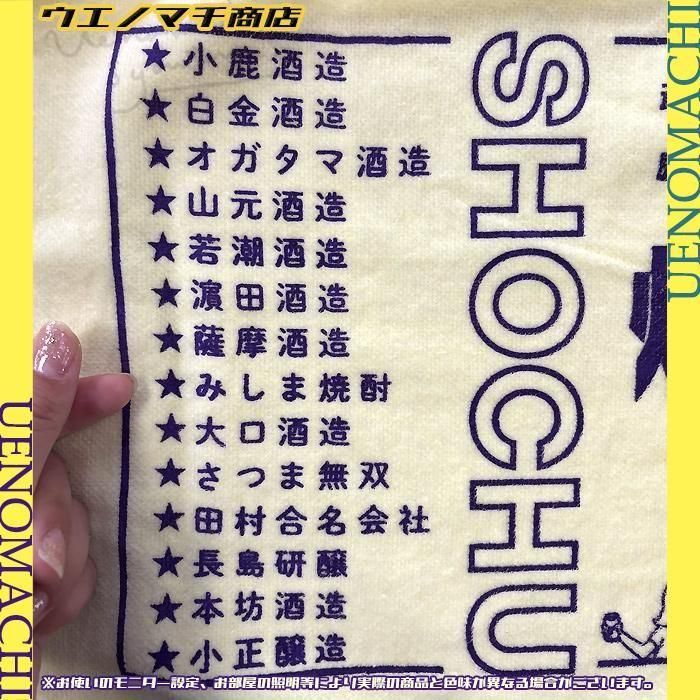 ウエノマチ商店
UENOMACHI
★小鹿酒造
★白金酒造
★オガタマ酒造
★山元酒造
★若潮酒造
★濵田酒造
★薩摩酒造
★みしま焼酎
★大口酒造
★さつま無双
★田村合名会社
★長島研醸
★本坊酒造
★小正醸造
SHOCHU
UENOMACHI
※お使いのモニター設定、お部屋の照明等により実際の商品と色味が異なる場合がございます。